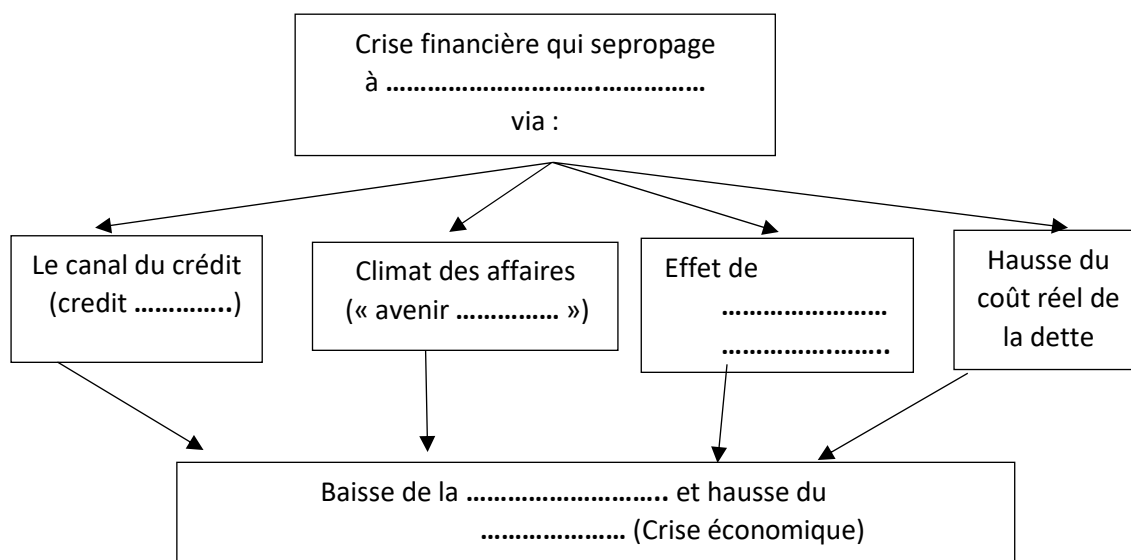 Crise financière qui sepropage
à …………………………….……………
via :
Le canal du crédit
(credit …………..)
Climat des affaires
(« avenir …………… »)
Effet de
……………………
…………….……..
Hausse du
coût réel de
la dette
Baisse de la ……………………….. et hausse du
………………… (Crise économique)